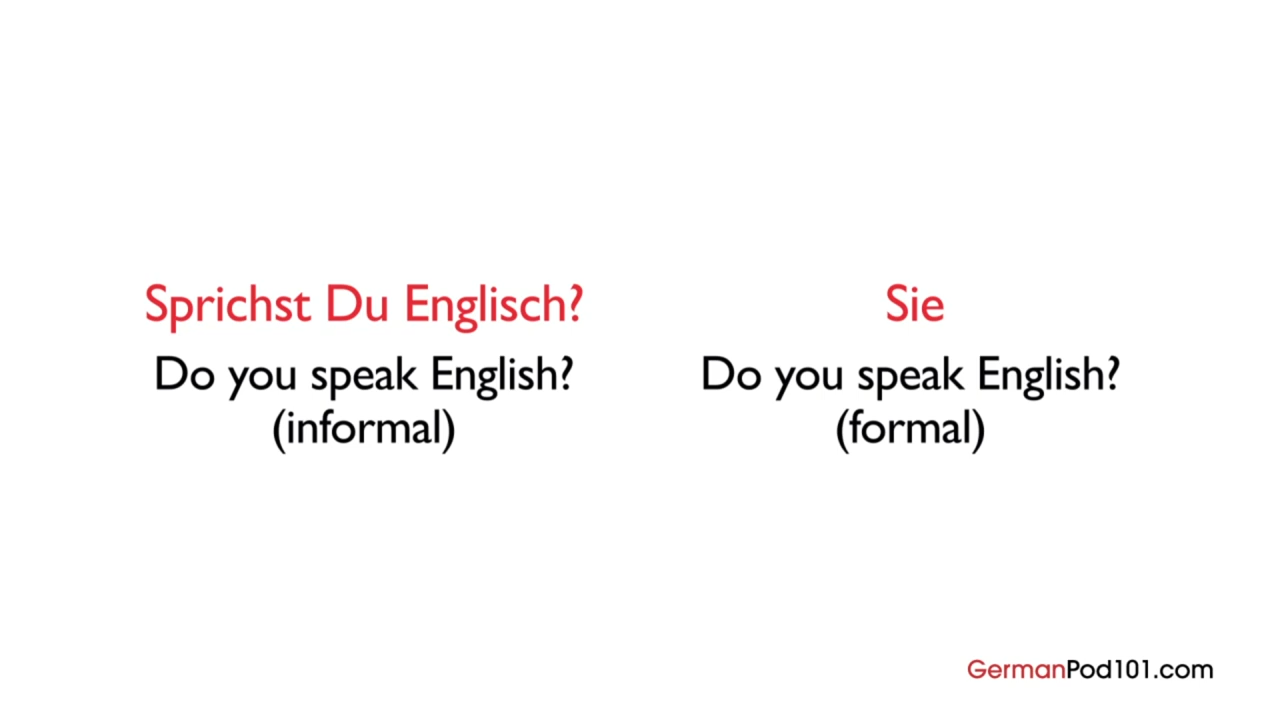 Sprichst Du Englisch?
Do you speak English?
(informal)
Sie
Do you speak English?
(formal)
GermanPod101.com